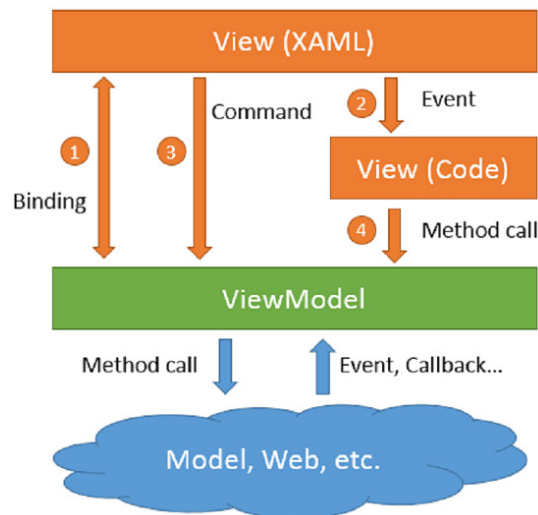 View (XAML)
2
Event
Command
1
3
View (Code)
Binding
4
Method call
ViewModel
Method call
Event, Callback...
Model, Web, etc.